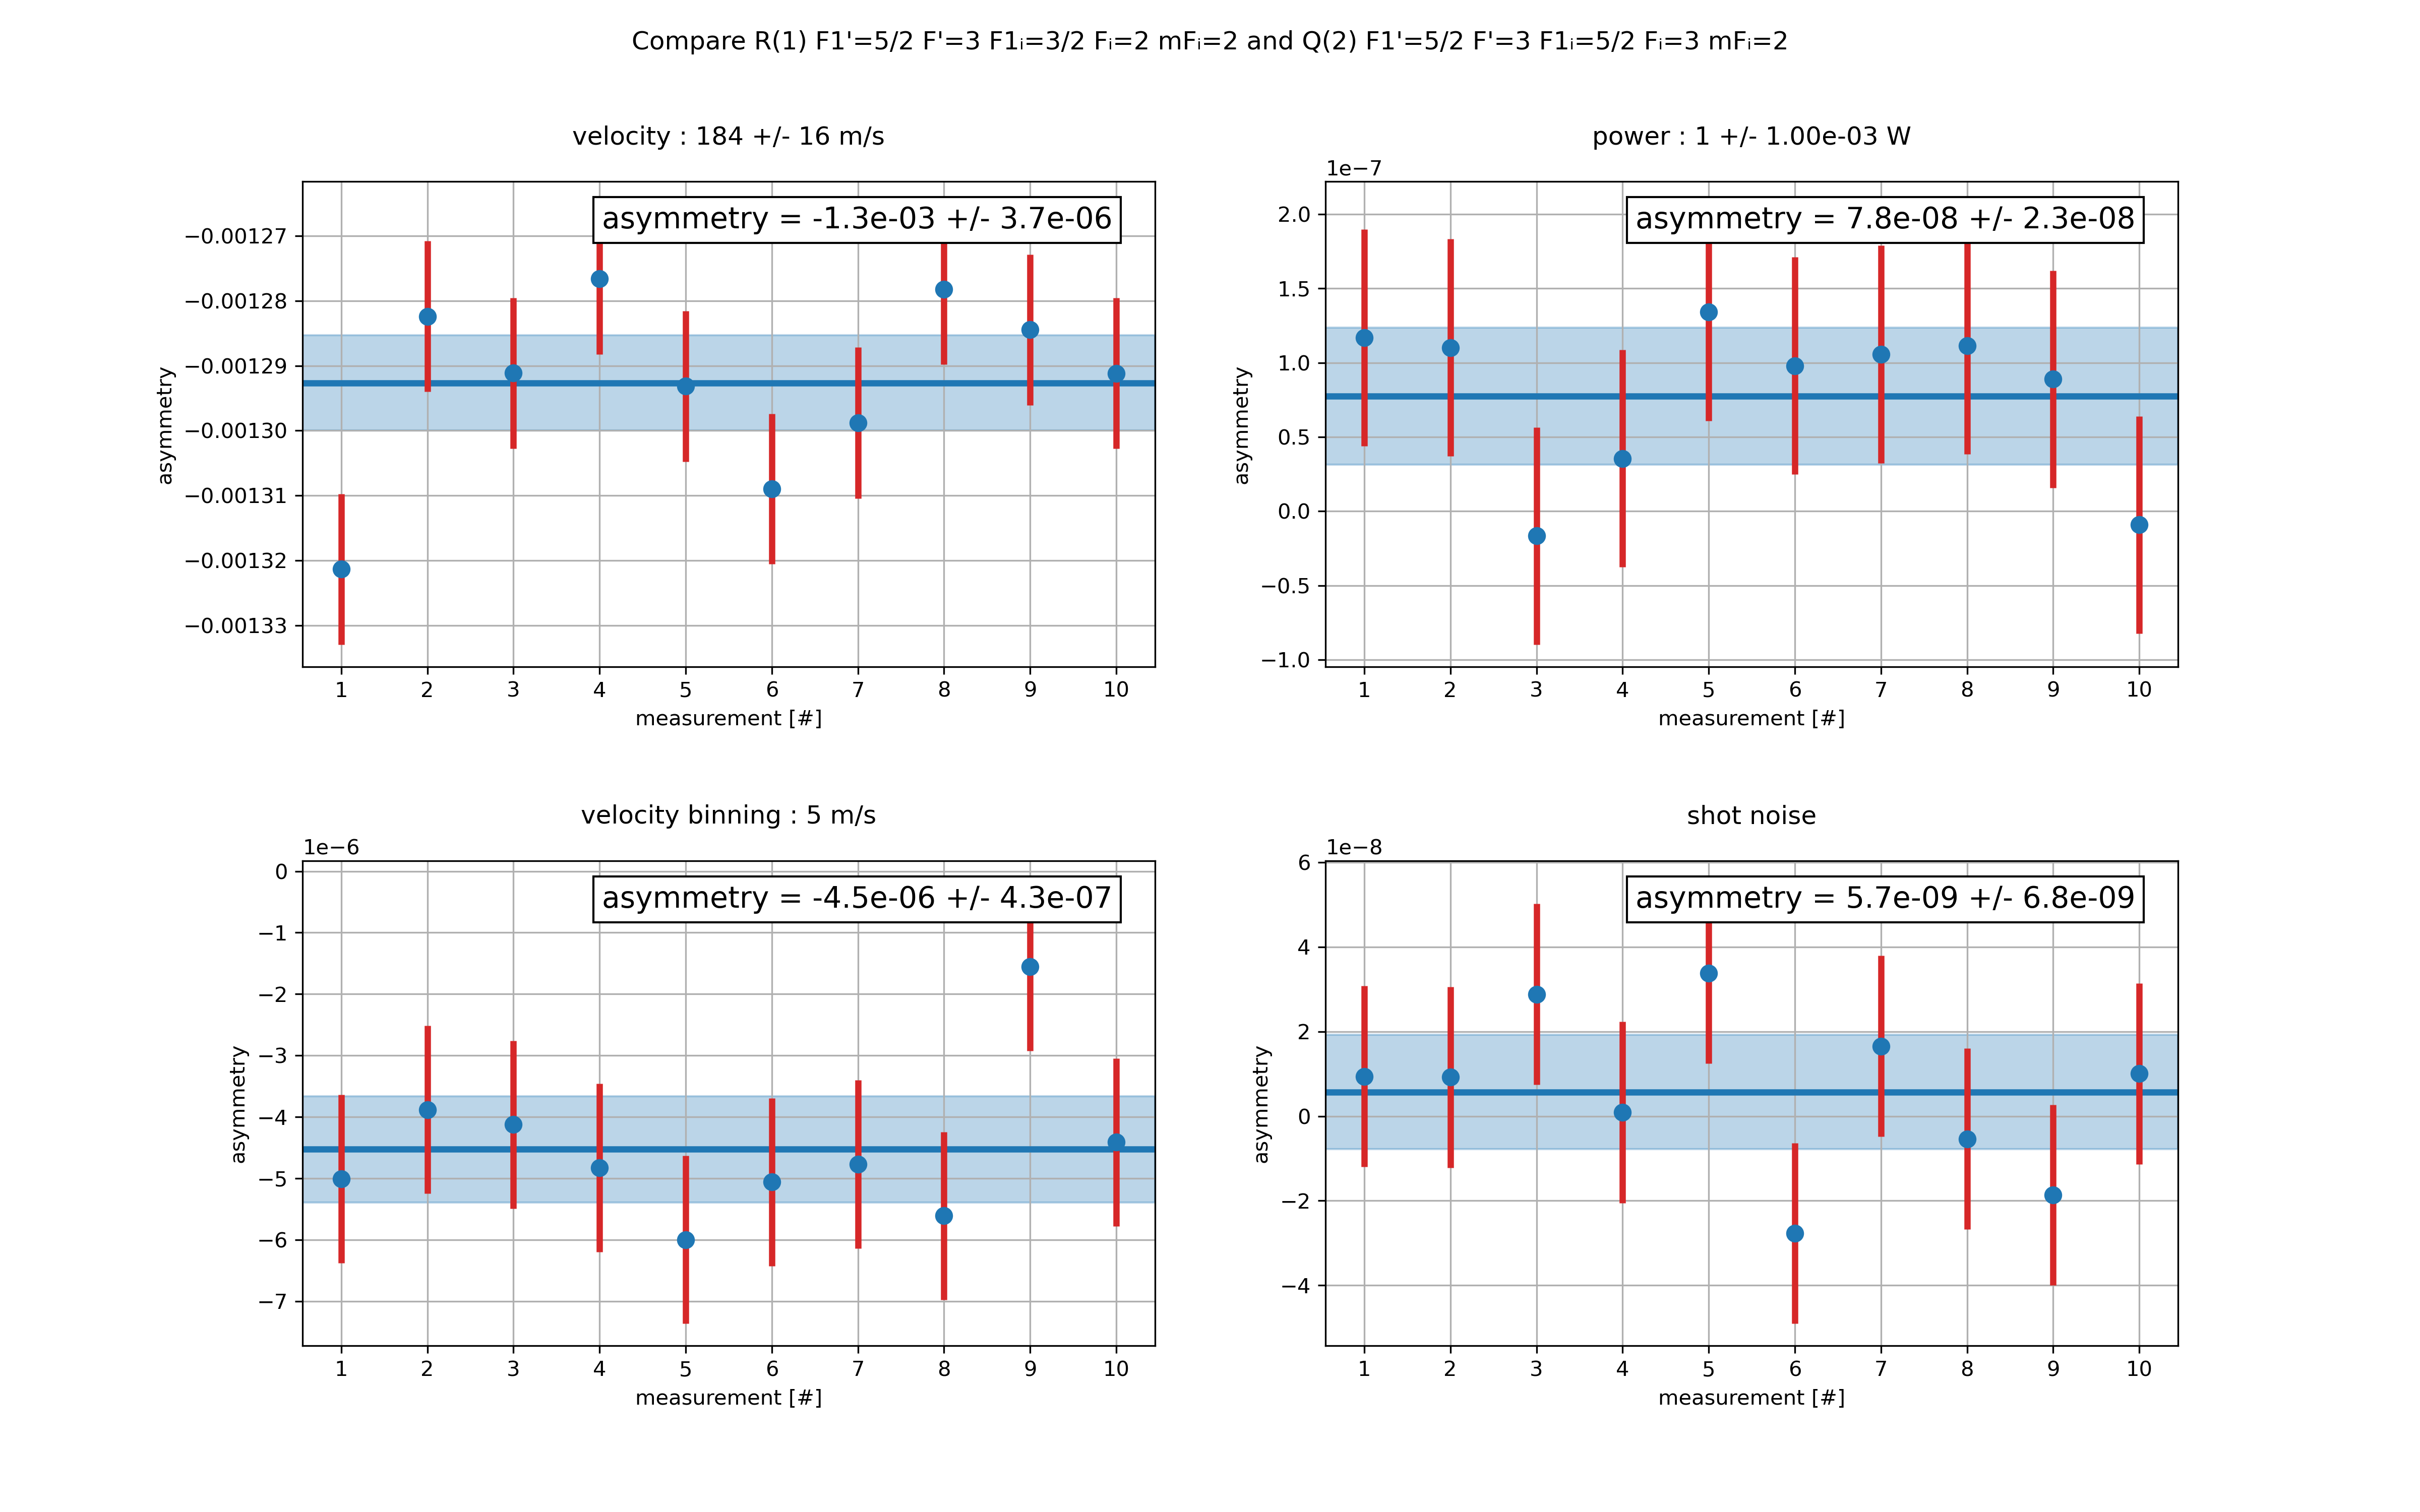 Compare R(1) F1'=5/2 F'=3 F1ᵢ=3/2 Fᵢ=2 mFᵢ=2 and Q(2) F1'=5/2 F'=3 F1ᵢ=5/2 Fᵢ=3 mFᵢ=2
velocity : 184 +/- 16 m/s
asymmetry = -1.3e-03 +/- 3.7e-06
−0.00127
−0.00128
−0.00129
−0.00130
−0.00131
−0.00132
−0.00133
asymmetry
1 2 3 4 5 6 7 8 9 10
measurement [#]
power : 1 +/- 1.00e-03 W
1e−7
asymmetry = 7.8e-08 +/- 2.3e-08
2.0
1.5
1.0
0.5
0.0
−0.5
−1.0
asymmetry
1 2 3 4 5 6 7 8 9 10
measurement [#]
velocity binning : 5 m/s
1e−6
asymmetry = -4.5e-06 +/- 4.3e-07
0
−1
−2
−3
−4
−5
−6
−7
asymmetry
1 2 3 4 5 6 7 8 9 10
measurement [#]
shot noise
1e−8
asymmetry = 5.7e-09 +/- 6.8e-09
6
4
2
0
−2
−4
asymmetry
1 2 3 4 5 6 7 8 9 10
measurement [#]